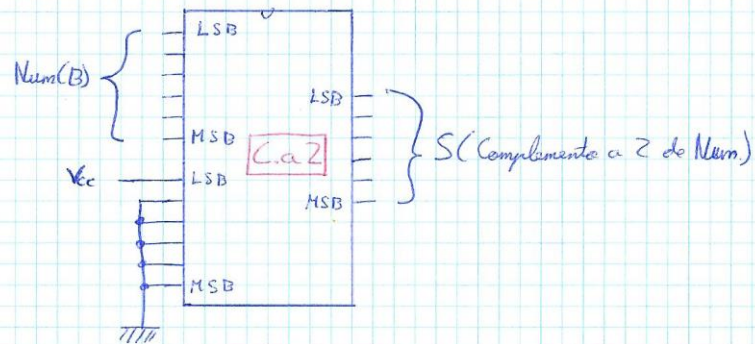 LSB
Num(B)
MSB
Vcc
LSB
MSB
C.a2
LSB
MSB
S(Complemento a 2 de Num.)